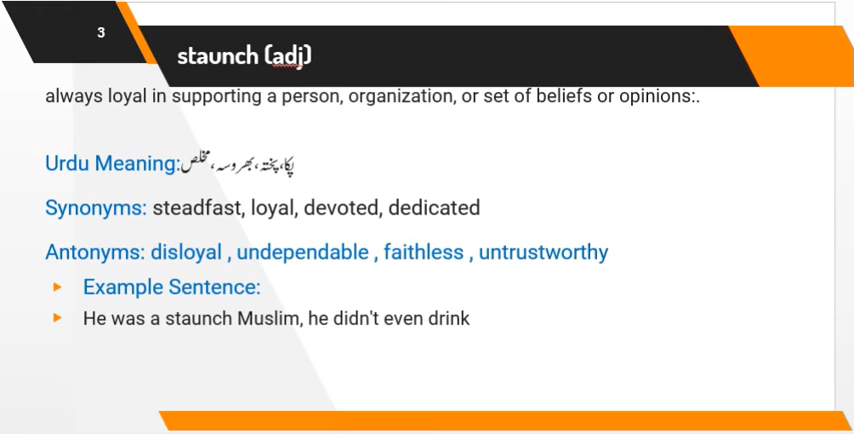 3
staunch (adj)
always loyal in supporting a person, organization, or set of beliefs or opinions:.
Urdu Meaning:پکا، پختہ، بھروسہ، مخلص
Synonyms: steadfast, loyal, devoted, dedicated
Antonyms: disloyal , undependable , faithless , untrustworthy
Example Sentence:
He was a staunch Muslim, he didn't even drink